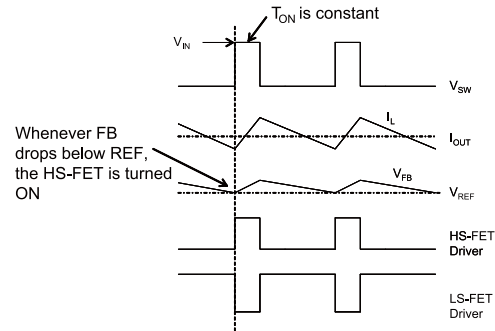 T_ON is constant
V_IN
V_SW
I_L
I_OUT
Whenever FB
drops below REF,
the HS-FET is turned
ON
V_FB
V_REF
HS-FET
Driver
LS-FET
Driver